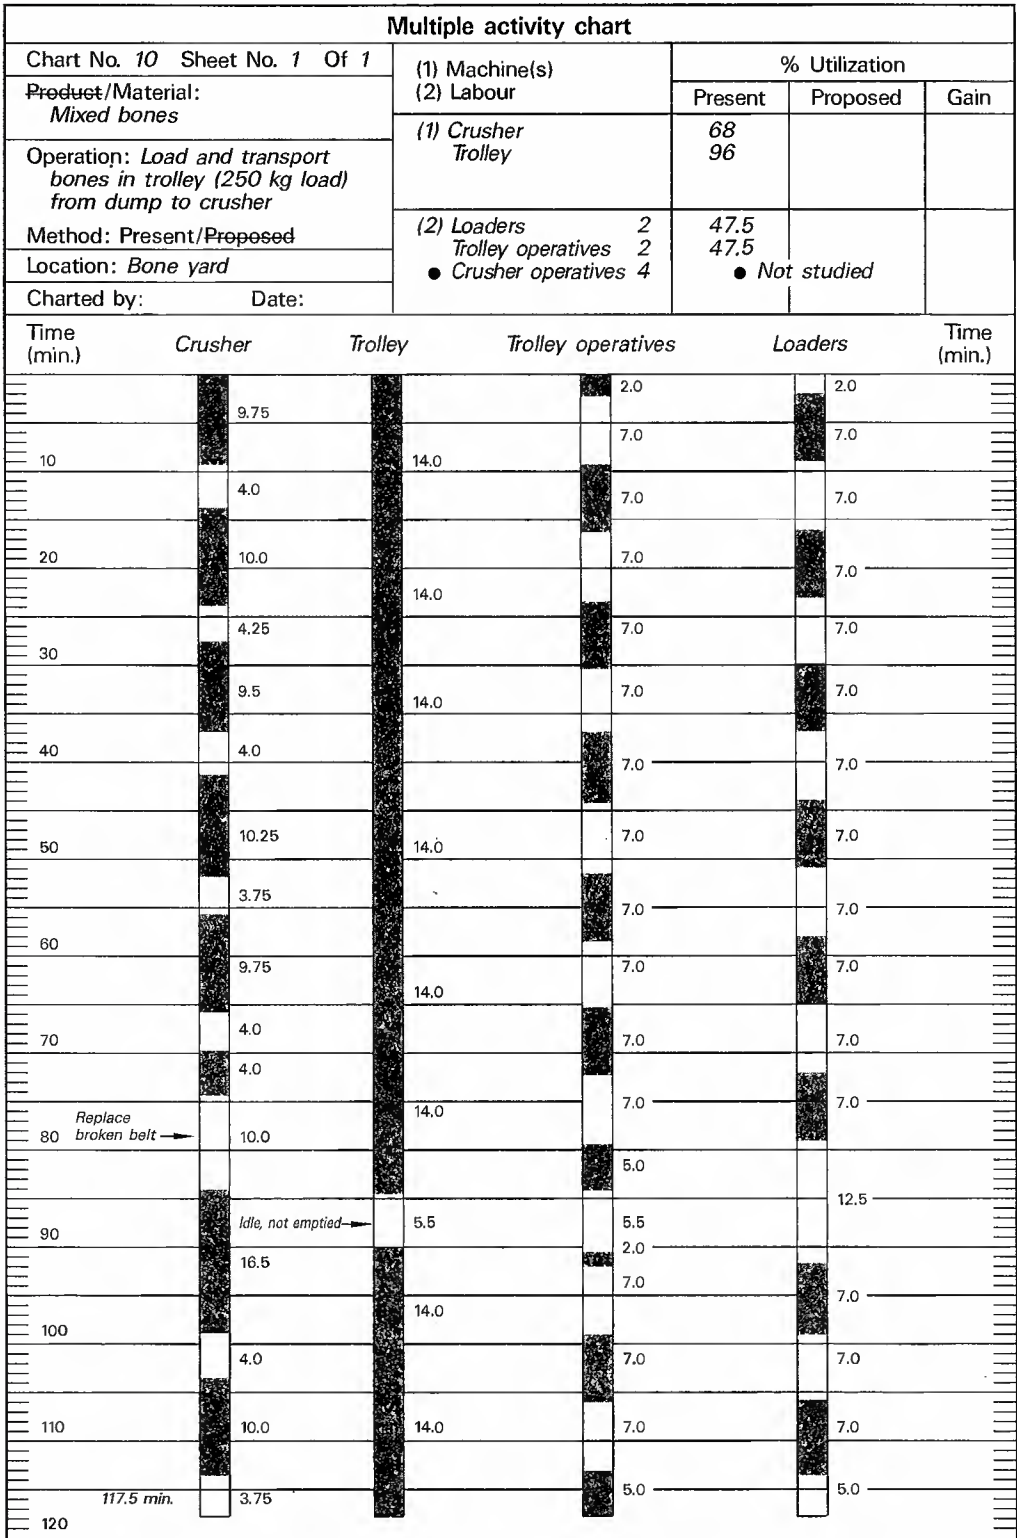 Multiple activity chart
Chart No. 10 Sheet No. 1 Of 1
Product/Material:
Mixed bones
Operation: Load and transport
bones in trolley (250 kg load)
from dump to crusher
Method: Present/Proposed
Location: Bone yard
Charted by: Date:
(1) Machine(s)
(2) Labour
% Utilization
Present Proposed Gain
(1) Crusher 68
Trolley 96
(2) Loaders 2 47.5
Trolley operatives 2 47.5
● Crusher operatives 4 ● Not studied
Time
(min.)
Crusher Trolley Trolley operatives Loaders
Time
(min.)
2.0 2.0
9.75
7.0 7.0
10 14.0
4.0 7.0 7.0
20 10.0 7.0
7.0
14.0
4.25 7.0 7.0
30
9.5 7.0 7.0
14.0
40 4.0
7.0 7.0
10.25 7.0 7.0
50 14.0
3.75
7.0 7.0
60
9.75 7.0 7.0
14.0
4.0
70 7.0 7.0
4.0
7.0 7.0
14.0
Replace
80 broken belt 10.0
5.0
12.5
Idle, not emptied 5.5 5.5
90
2.0
16.5
7.0
7.0
14.0
100
4.0 7.0 7.0
110 10.0 14.0 7.0 7.0
5.0 5.0
117.5 min. 3.75
120